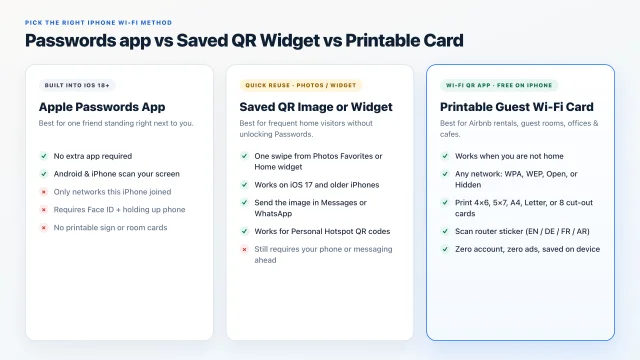 PICK THE RIGHT IPHONE WI-FI METHOD
Passwords app vs Saved QR Widget vs Printable Card
BUILT INTO IOS 18+
Apple Passwords App
Best for one friend standing right next to you.
No extra app required
Android & iPhone scan your screen
Only networks this iPhone joined
Requires Face ID + holding up phone
No printable sign or room cards
QUICK REUSE · PHOTOS / WIDGET
Saved QR Image or Widget
Best for frequent home visitors without
unlocking Passwords.
One swipe from Photos Favorites or
Home widget
Works on iOS 17 and older iPhones
Send the image in Messages or
WhatsApp
Works for Personal Hotspot QR codes
Still requires your phone or messaging
ahead
WI-FI QR APP · FREE ON IPHONE
Printable Guest Wi-Fi Card
Best for Airbnb rentals, guest rooms, offices &
cafes.
Works when you are not home
Any network: WPA, WEP, Open, or
Hidden
Print 4×6, 5×7, A4, Letter, or 8 cut-out
cards
Scan router sticker (EN / DE / FR / AR)
Zero account, zero ads, saved on device